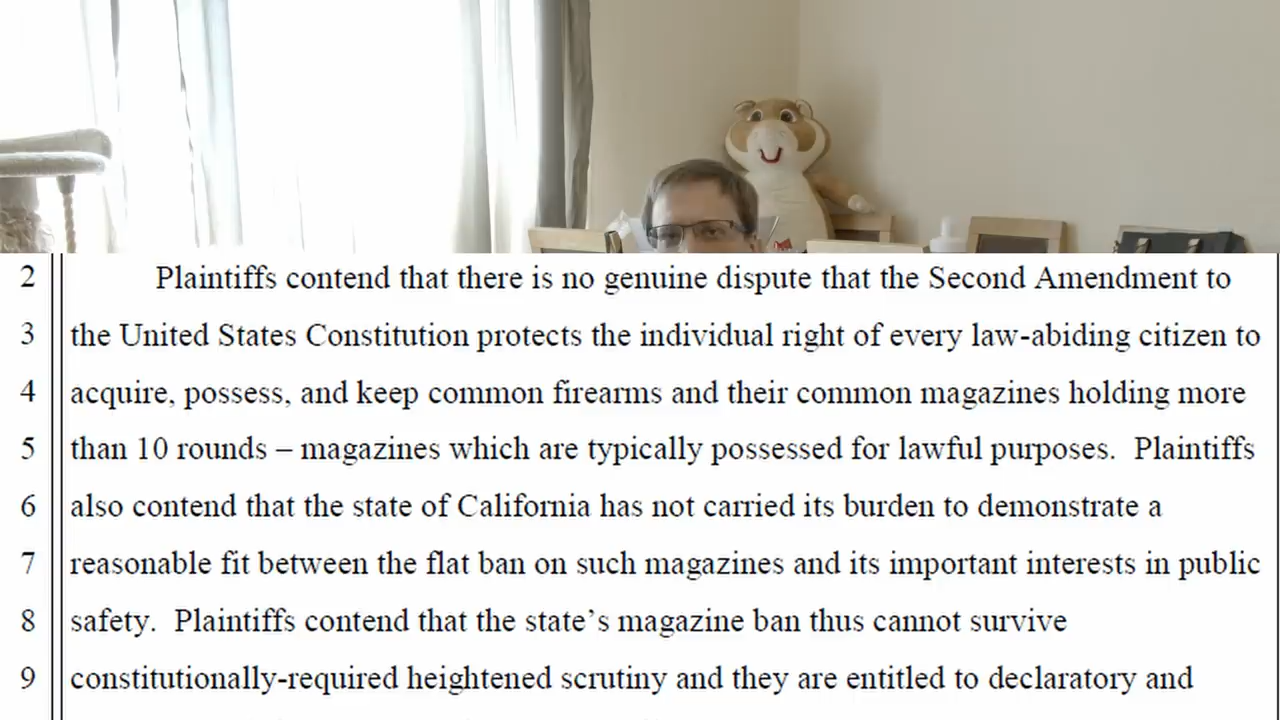 2 Plaintiffs contend that there is no genuine dispute that the Second Amendment to
3 the United States Constitution protects the individual right of every law-abiding citizen to
4 acquire, possess, and keep common firearms and their common magazines holding more
5 than 10 rounds – magazines which are typically possessed for lawful purposes. Plaintiffs
6 also contend that the state of California has not carried its burden to demonstrate a
7 reasonable fit between the flat ban on such magazines and its important interests in public
8 safety. Plaintiffs contend that the state’s magazine ban thus cannot survive
9 constitutionally-required heightened scrutiny and they are entitled to declaratory and